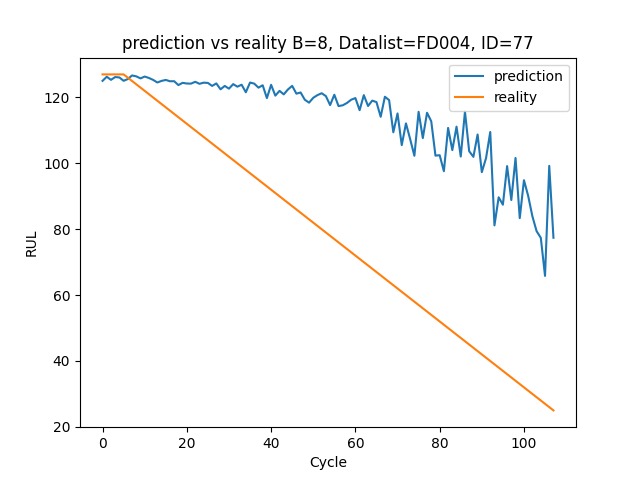 prediction vs reality B=8, Datalist=FD004, ID=77
prediction
reality
RUL
120
100
80
60
40
20
0 20 40 60 80 100
Cycle